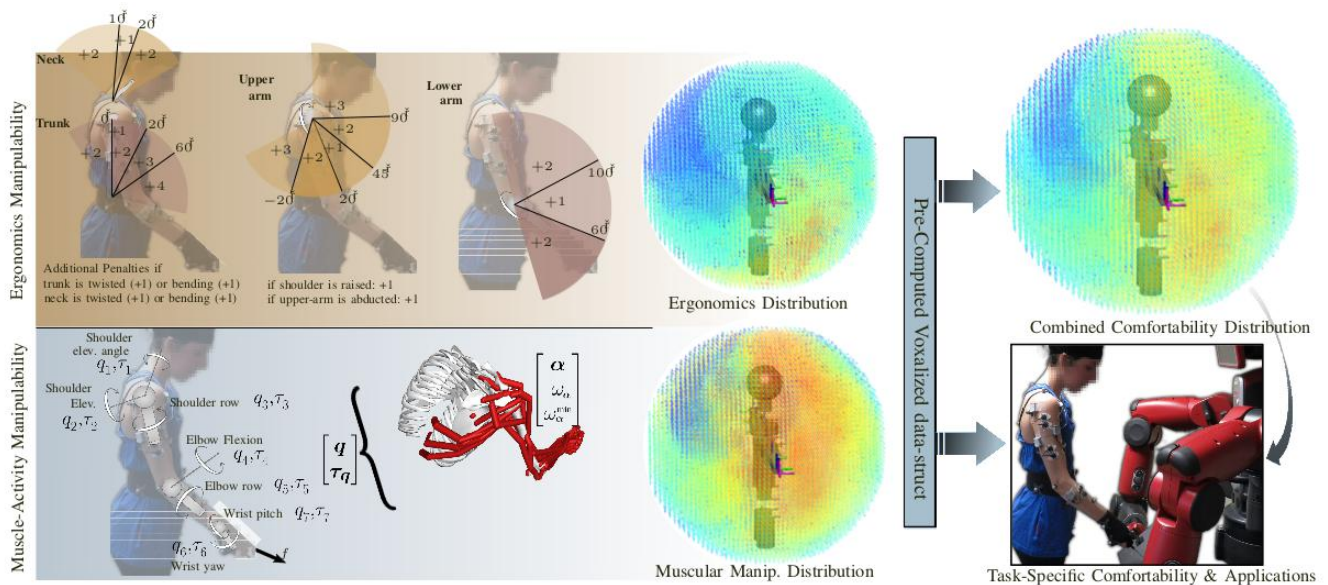 Ergonomics Manipulability
Neck
10°
20°
+2
+1
+2
Trunk
0°
20°
60°
+2
+1
+2
+3
+4
Additional Penalties if
trunk is twisted (+1) or bending (+1)
neck is twisted (+1) or bending (+1)
Upper
arm
+3
90°
+2
+1
+3
+2
45°
−20°
20°
if shoulder is raised: +1
if upper-arm is abducted: +1
Lower
arm
+2
100°
+1
60°
+2
Ergonomics Distribution
Muscle-Activity Manipulability
Shoulder
elev. angle
q₁,τ₁
Shoulder
Elev.
q₂,τ₂
Shoulder row q₃,τ₃
Elbow Flexion
q₄,τ₄
Elbow row q₅,τ₅
Wrist pitch q₇,τ₇
q₆,τ₆
Wrist yaw
f
q
τq
α
ωα
Muscular Manip. Distribution
Pre-Computed Voxalized data-struct
Combined Comfortability Distribution
Task-Specific Comfortability & Applications